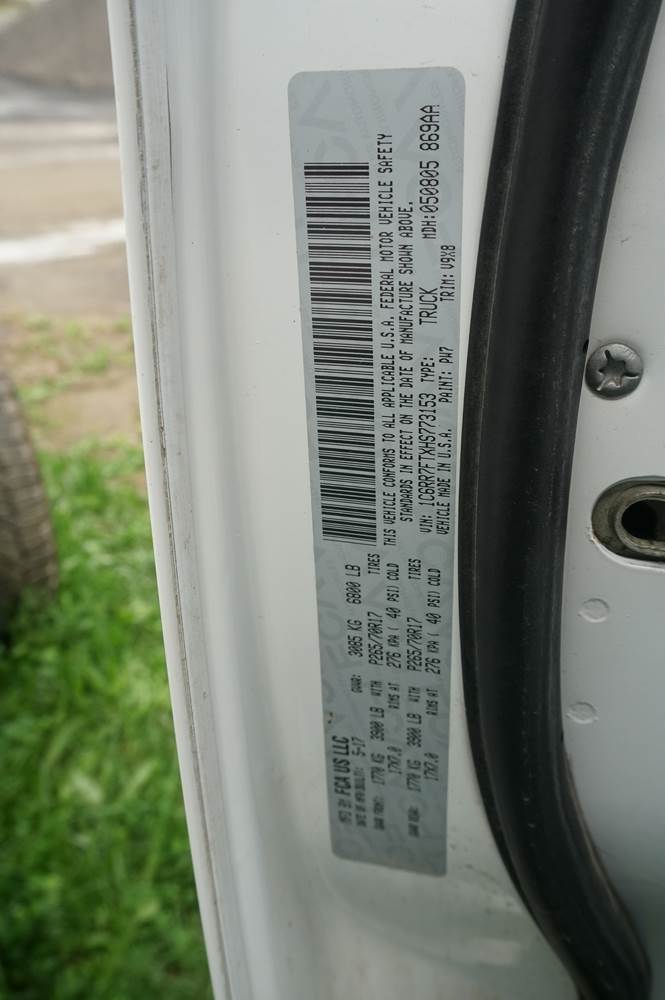 MFD BY: FCA US LLC
DATE OF MFR: 5-17
GVWR: 3085 KG 6800 LB
GAWR FRONT: 1770 KG 3900 LB WITH P265/70R17 TIRES
17X7.0 RIMS AT 276 KPA ( 40 PSI) COLD
GAWR REAR: 1770 KG 3900 LB WITH P265/70R17 TIRES
17X7.0 RIMS AT 276 KPA ( 40 PSI) COLD
THIS VEHICLE CONFORMS TO ALL APPLICABLE U.S.A. FEDERAL MOTOR VEHICLE SAFETY
STANDARDS IN EFFECT ON THE DATE OF MANUFACTURE SHOWN ABOVE.
VIN: 1C6RR7FTXHS773153 TYPE: TRUCK MDH:050805 869AA
VEHICLE MADE IN U.S.A. PAINT: PW7 TRIM: V9X8